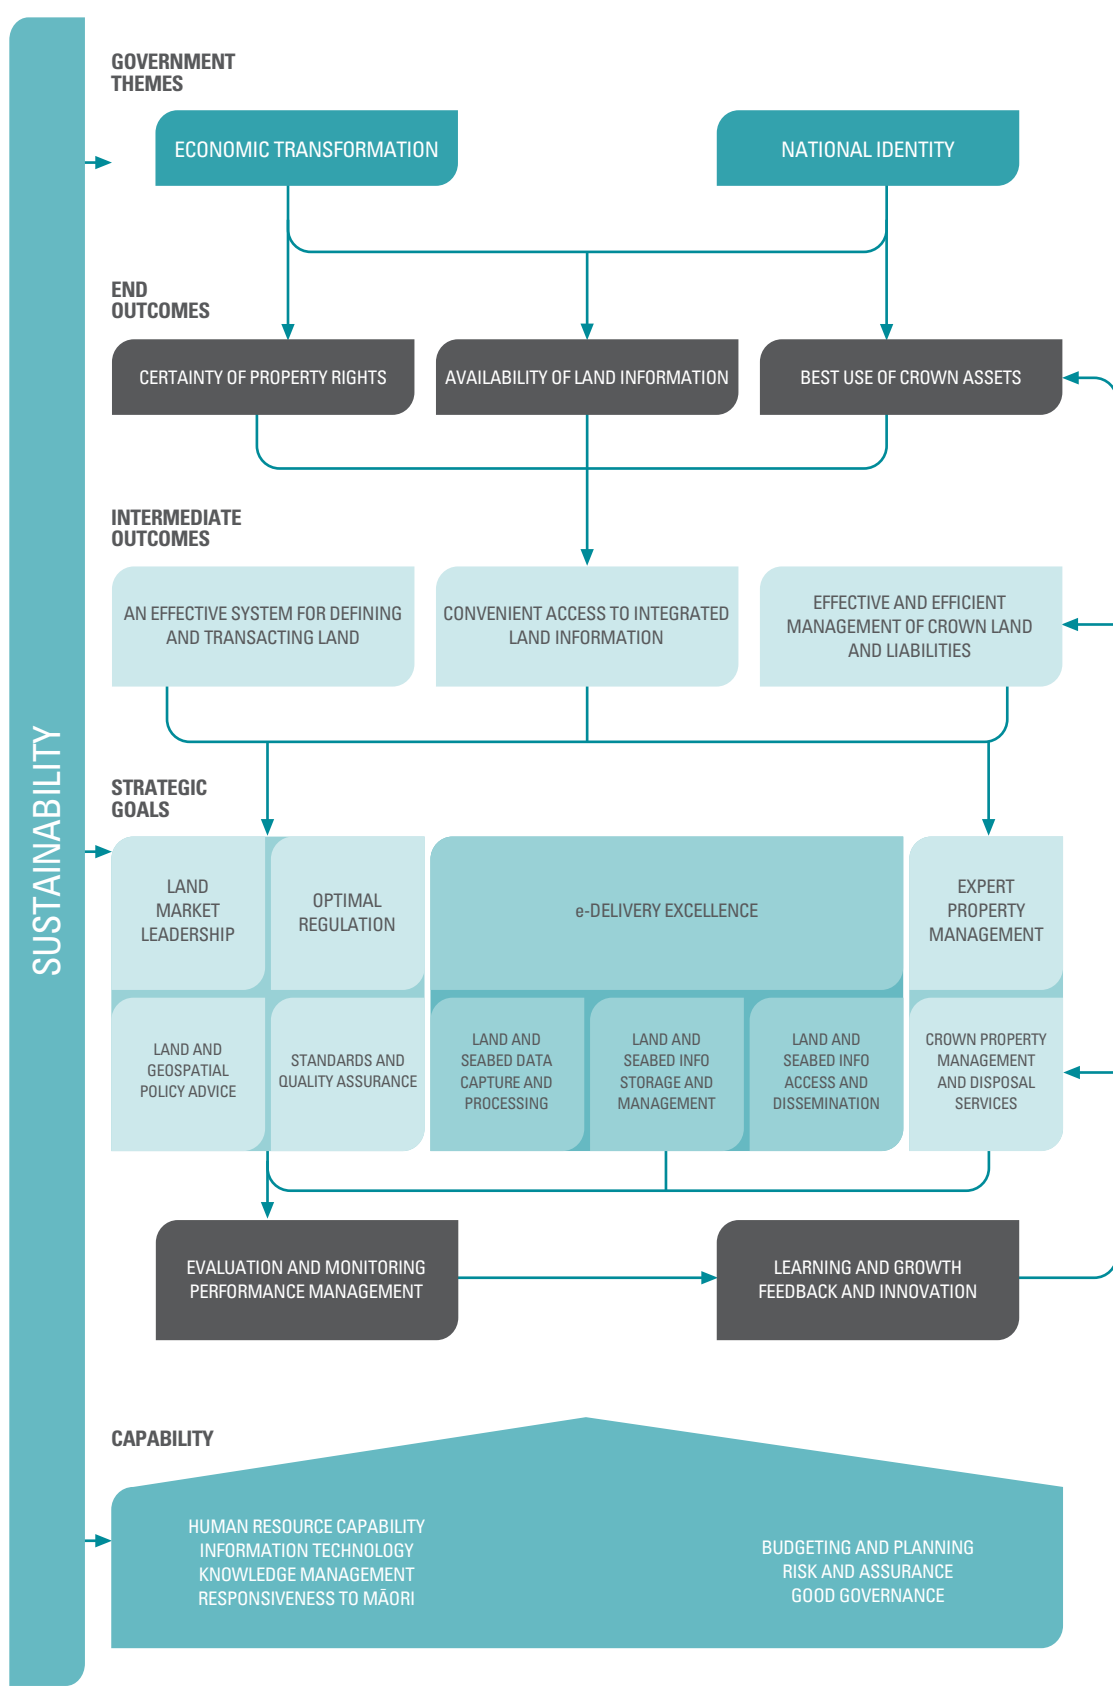 SUSTAINABILITY
GOVERNMENT
THEMES
ECONOMIC TRANSFORMATION
NATIONAL IDENTITY
END
OUTCOMES
CERTAINTY OF PROPERTY RIGHTS
AVAILABILITY OF LAND INFORMATION
BEST USE OF CROWN ASSETS
INTERMEDIATE
OUTCOMES
AN EFFECTIVE SYSTEM FOR DEFINING
AND TRANSACTING LAND
CONVENIENT ACCESS TO INTEGRATED
LAND INFORMATION
EFFECTIVE AND EFFICIENT
MANAGEMENT OF CROWN LAND
AND LIABILITIES
STRATEGIC
GOALS
LAND
MARKET
LEADERSHIP
OPTIMAL
REGULATION
e-DELIVERY EXCELLENCE
EXPERT
PROPERTY
MANAGEMENT
LAND AND
GEOSPATIAL
POLICY ADVICE
STANDARDS AND
QUALITY ASSURANCE
LAND AND
SEABED DATA
CAPTURE AND
PROCESSING
LAND AND
SEABED INFO
STORAGE AND
MANAGEMENT
LAND AND
SEABED INFO
ACCESS AND
DISSEMINATION
CROWN PROPERTY
MANAGEMENT
AND DISPOSAL
SERVICES
EVALUATION AND MONITORING
PERFORMANCE MANAGEMENT
LEARNING AND GROWTH
FEEDBACK AND INNOVATION
CAPABILITY
HUMAN RESOURCE CAPABILITY
INFORMATION TECHNOLOGY
KNOWLEDGE MANAGEMENT
RESPONSIVENESS TO MĀORI
BUDGETING AND PLANNING
RISK AND ASSURANCE
GOOD GOVERNANCE